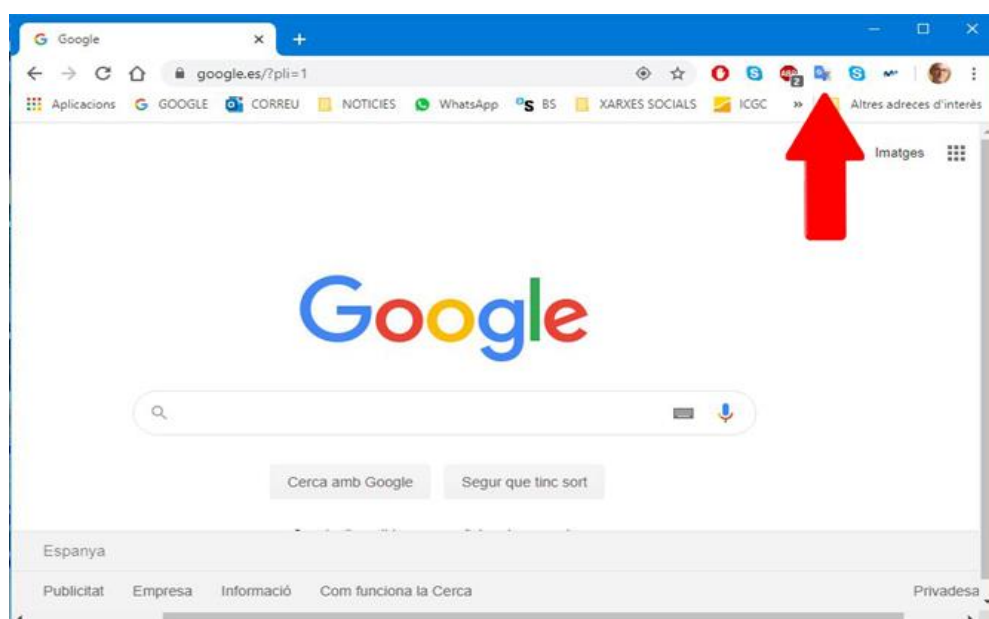 Google
google.es/?pli=1
2
Aplicacions GOOGLE CORREU NOTICIES WhatsApp BS XARXES SOCIALS ICGC » Altres adreces d'interès
Imatges
Google
Cerca amb Google Segur que tinc sort
Espanya
Publicitat Empresa Informació Com funciona la Cerca Privadesa